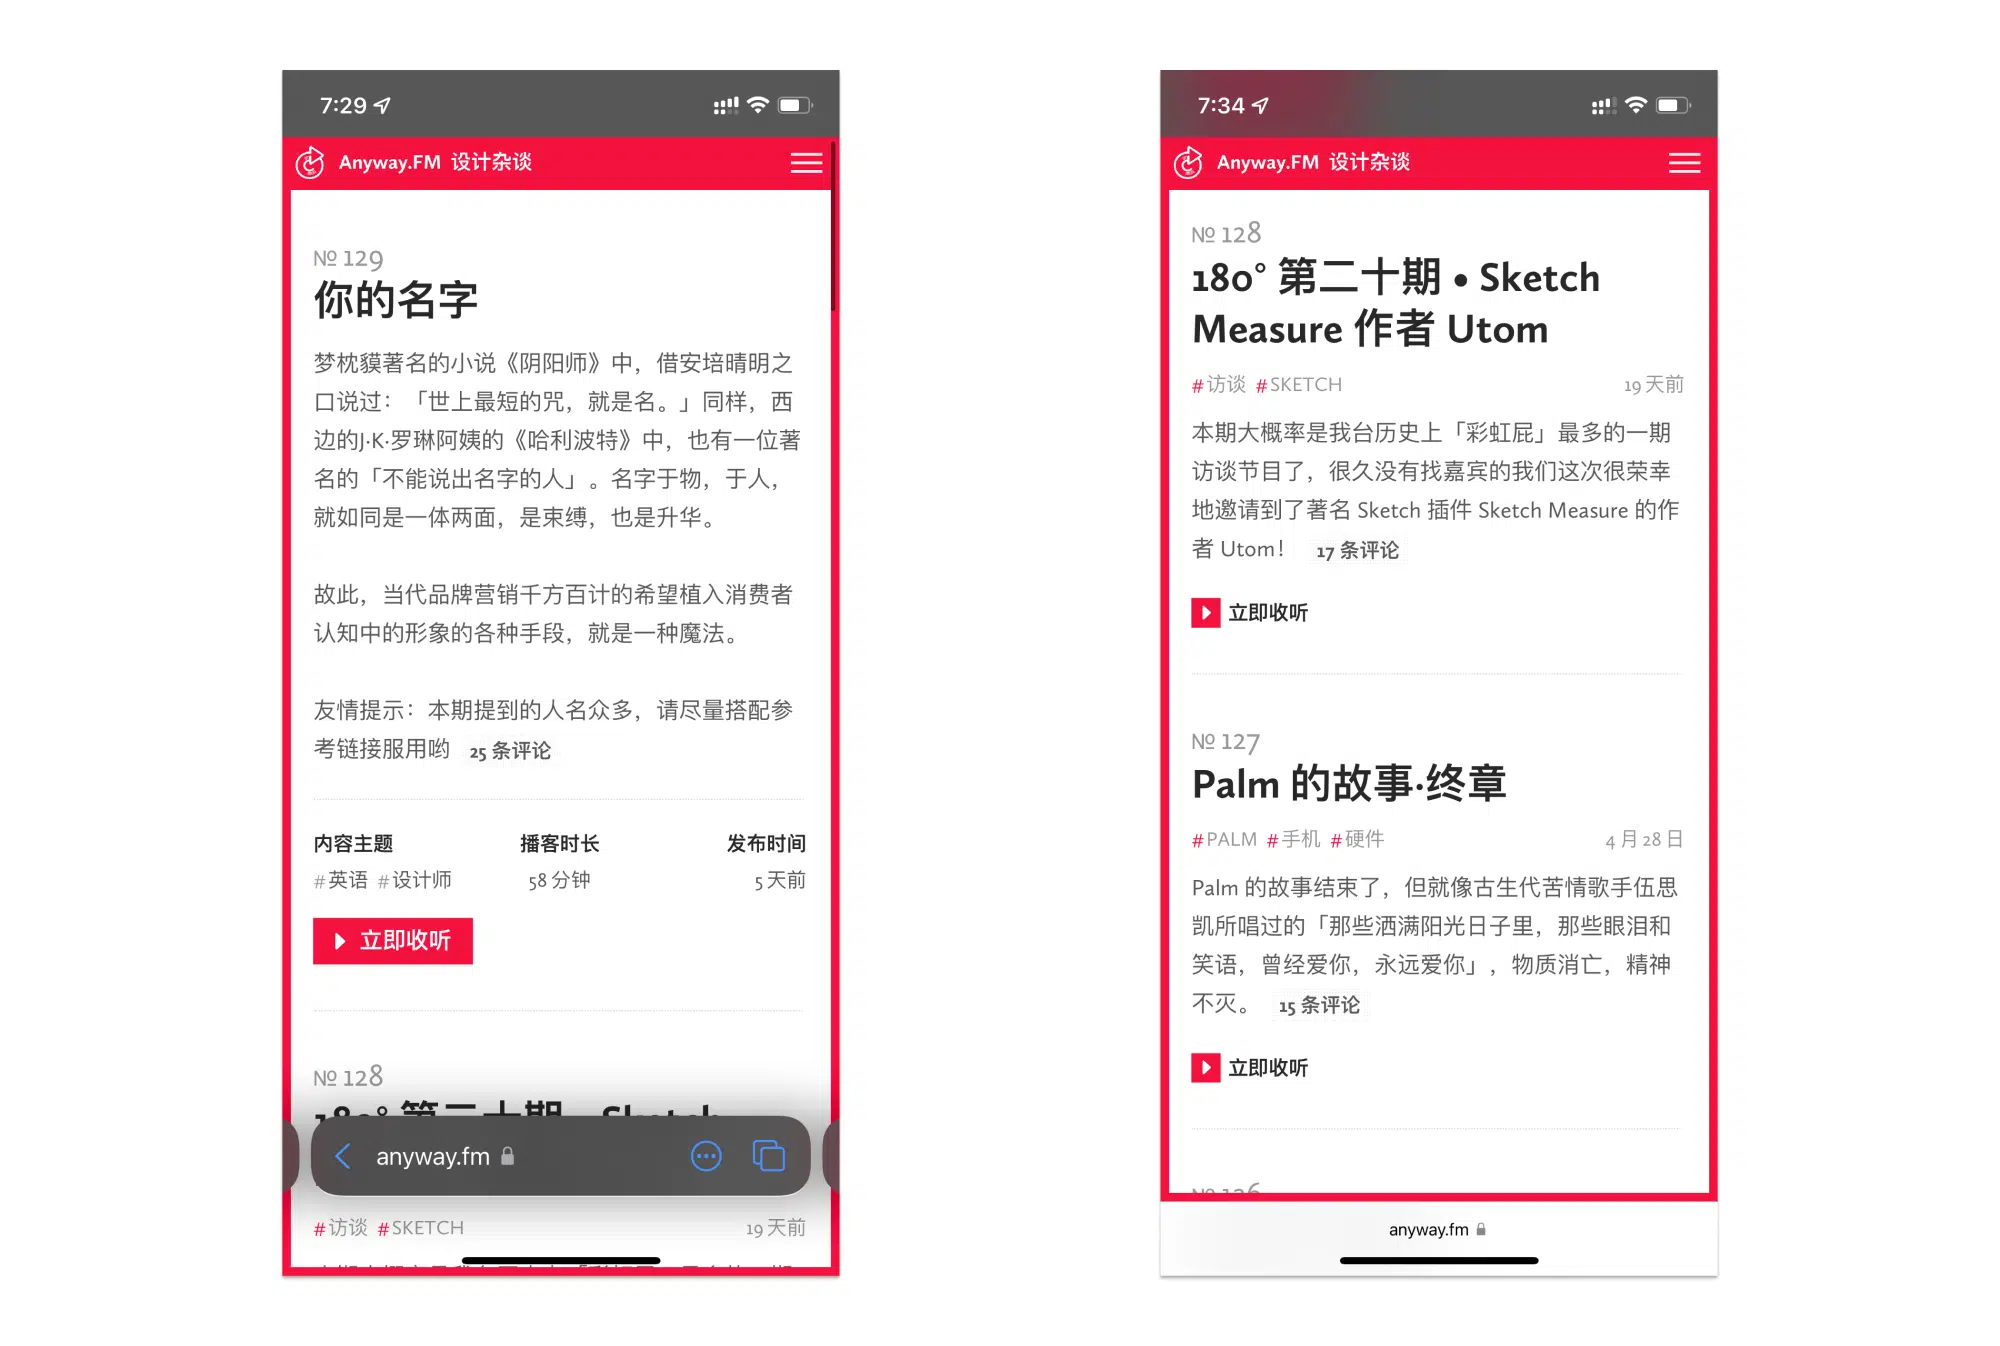 7:29
Anyway.FM 设计杂谈
№ 129
你的名字
梦枕貘著名的小说《阴阳师》中，借安培晴明之
口说过：「世上最短的咒，就是名。」同样，西
边的J·K·罗琳阿姨的《哈利波特》中，也有一位著
名的「不能说出名字的人」。名字于物，于人，
就如同是一体两面，是束缚，也是升华。
故此，当代品牌营销千方百计的希望植入消费者
认知中的形象的各种手段，就是一种魔法。
友情提示：本期提到的人名众多，请尽量搭配参
考链接服用哟 25 条评论
内容主题 播客时长 发布时间
#英语 #设计师 58 分钟 5 天前
立即收听
№ 128
180° 第二十期 • Sketch
anyway.fm
#访谈 #SKETCH 19 天前
7:34
Anyway.FM 设计杂谈
№ 128
180° 第二十期 • Sketch
Measure 作者 Utom
#访谈 #SKETCH 19 天前
本期大概率是我台历史上「彩虹屁」最多的一期
访谈节目了，很久没有找嘉宾的我们这次很荣幸
地邀请到了著名 Sketch 插件 Sketch Measure 的作
者 Utom！ 17 条评论
立即收听
№ 127
Palm 的故事·终章
#PALM #手机 #硬件 4 月 28 日
Palm 的故事结束了，但就像古生代苦情歌手伍思
凯所唱过的「那些洒满阳光日子里，那些眼泪和
笑语，曾经爱你，永远爱你」，物质消亡，精神
不灭。 15 条评论
立即收听
№ 126
anyway.fm